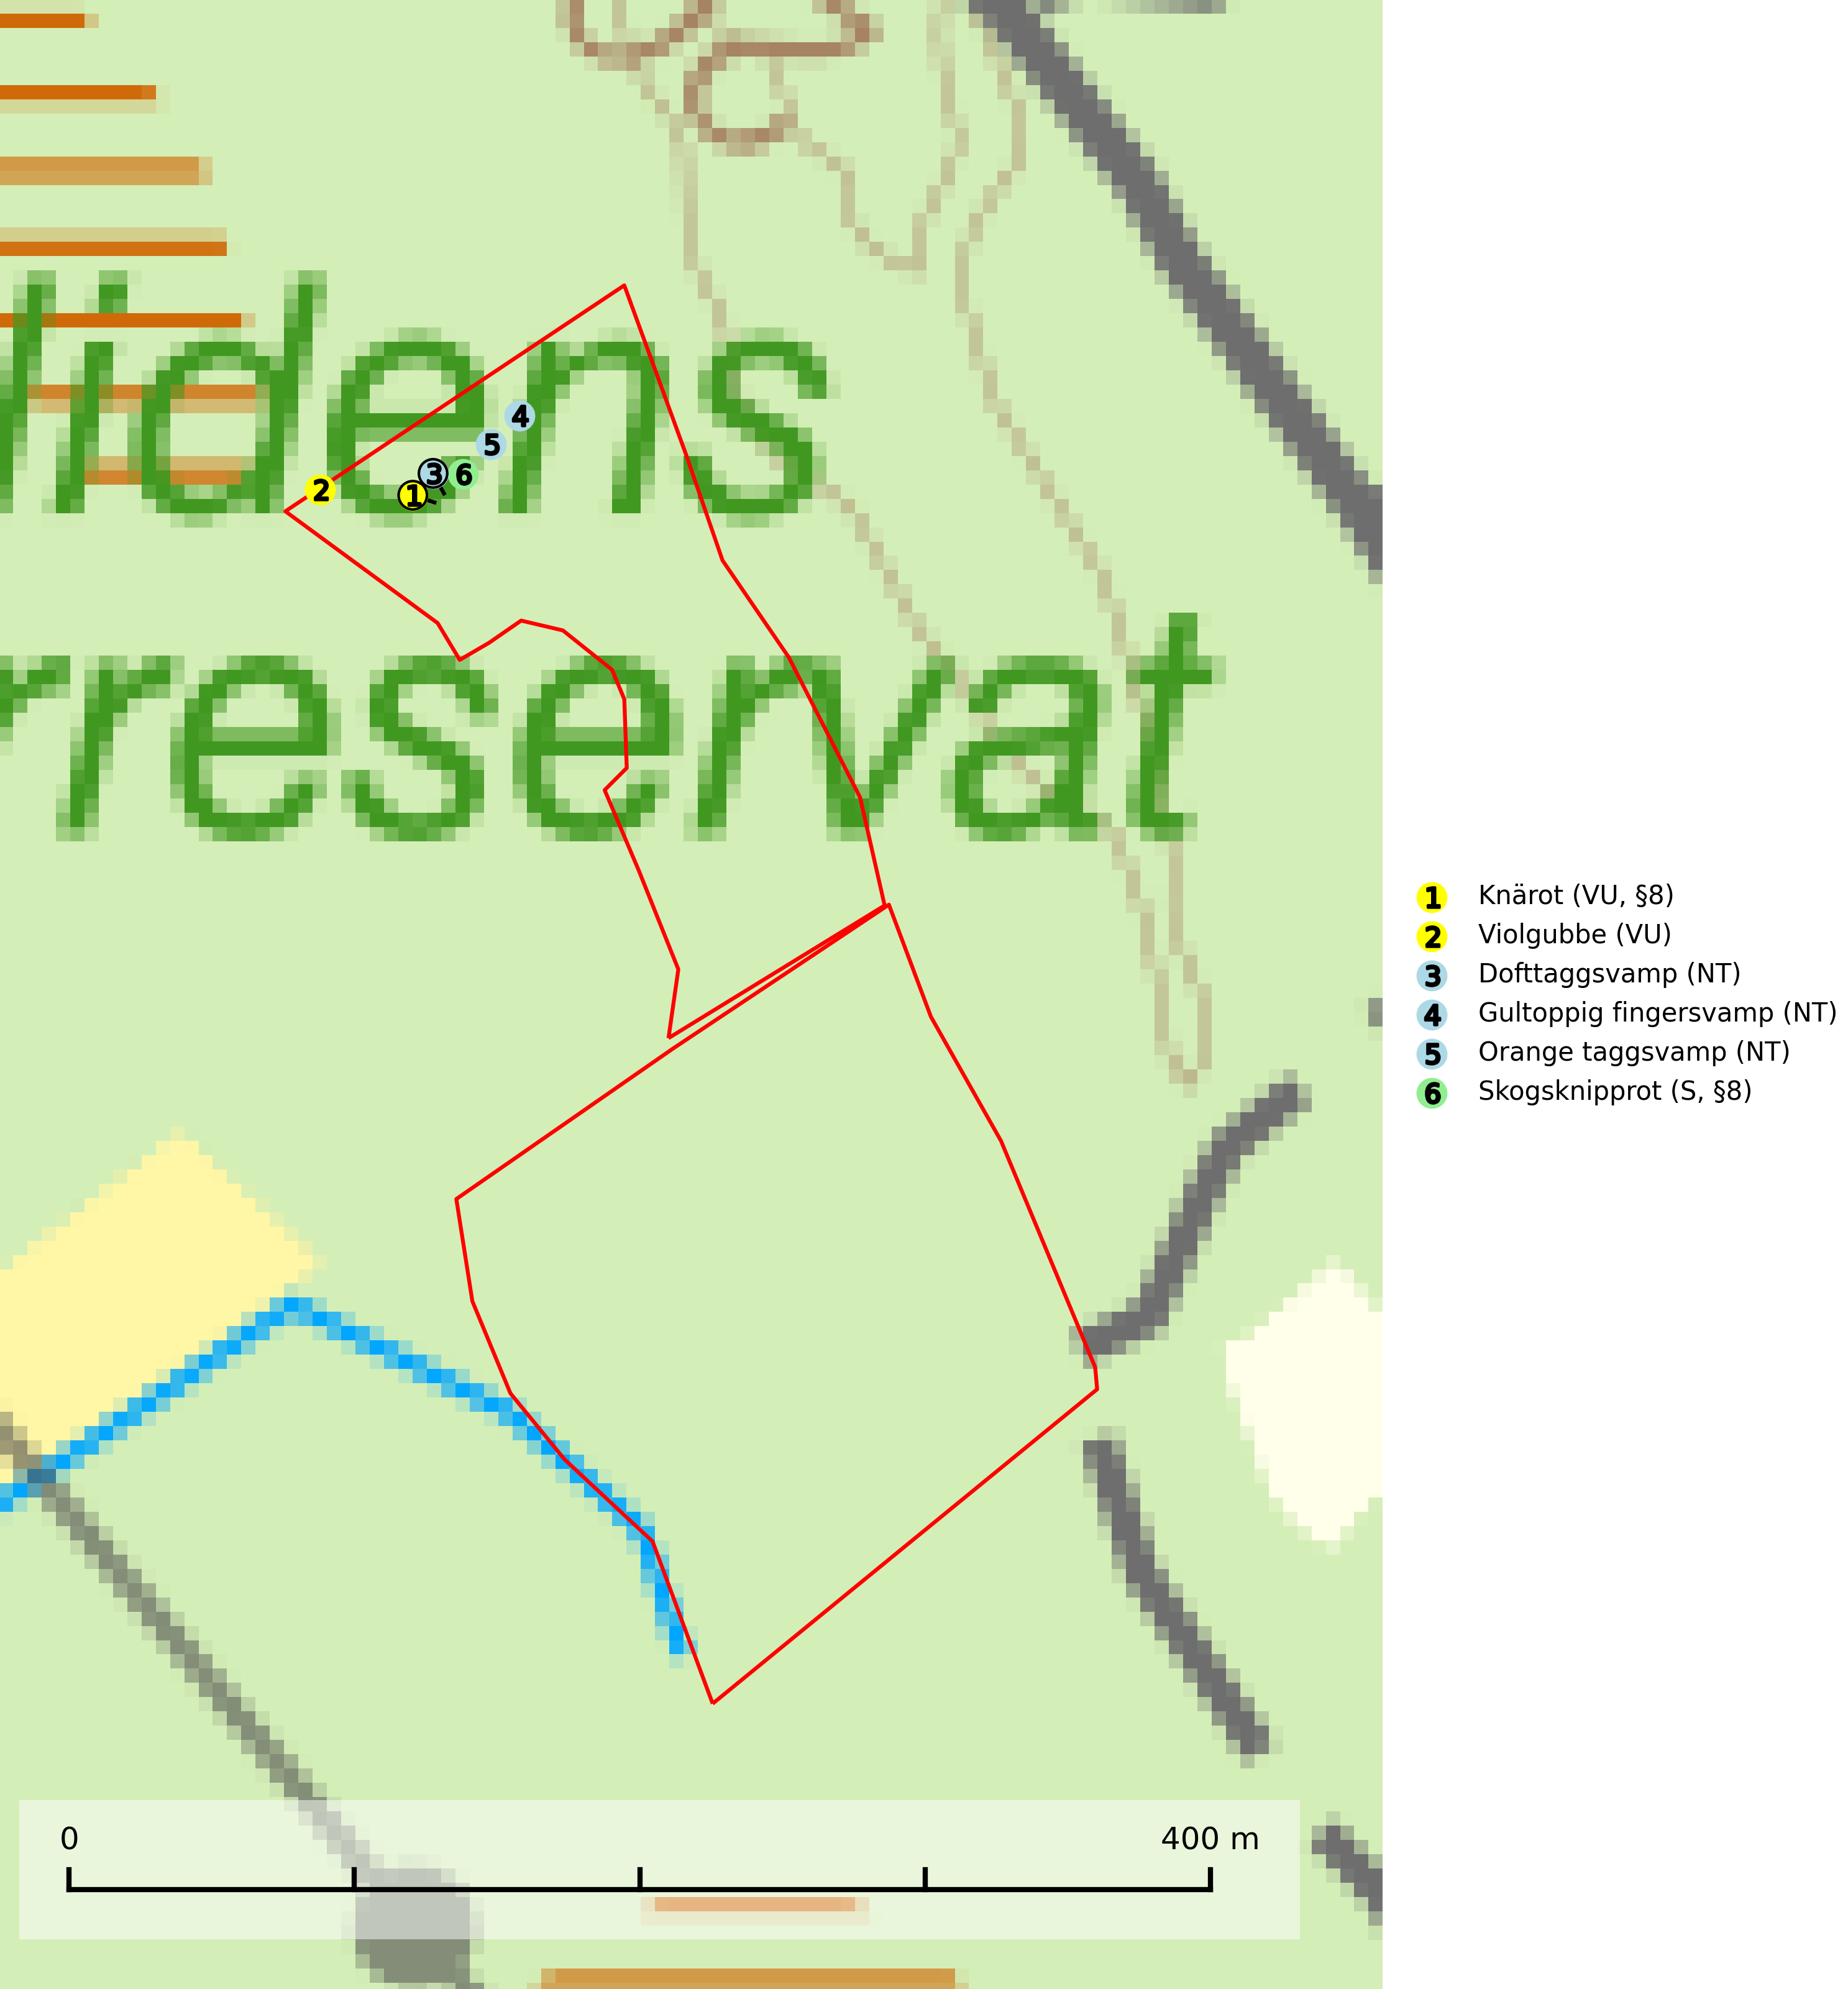 idens
4
5
3
6
2
1
rreservat
1 Knärot (VU, §8)
2 Violgubbe (VU)
3 Dofttaggsvamp (NT)
4 Gultoppig fingersvamp (NT)
5 Orange taggsvamp (NT)
6 Skogsknipprot (S, §8)
0 400 m